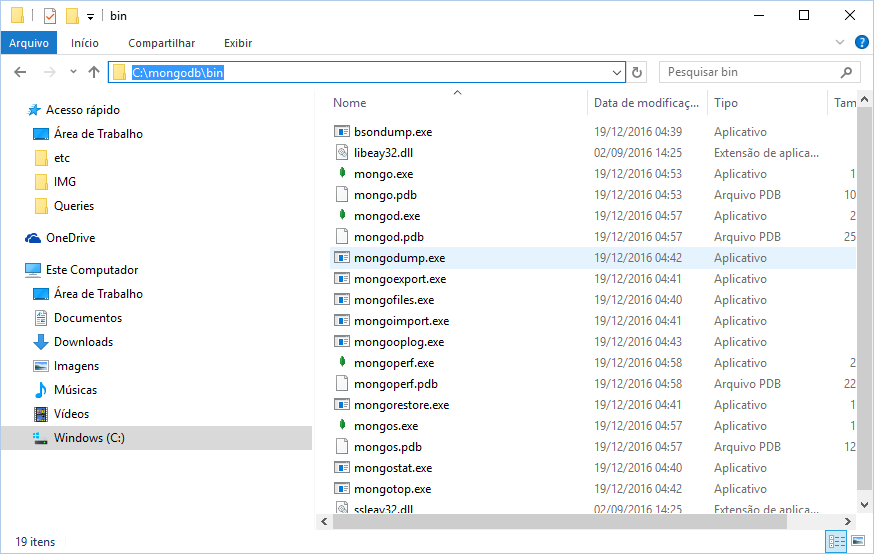 bin
Arquivo Início Compartilhar Exibir
C:\mongodb\bin Pesquisar bin
Acesso rápido
Área de Trabalho
etc
IMG
Queries
OneDrive
Este Computador
Área de Trabalho
Documentos
Downloads
Imagens
Músicas
Vídeos
Windows (C:)
Nome Data de modificaç... Tipo Tam
bsondump.exe 19/12/2016 04:39 Aplicativo
libeay32.dll 02/09/2016 14:25 Extensão de aplica...
mongo.exe 19/12/2016 04:53 Aplicativo 1
mongo.pdb 19/12/2016 04:53 Arquivo PDB 10
mongod.exe 19/12/2016 04:57 Aplicativo 2
mongod.pdb 19/12/2016 04:57 Arquivo PDB 25
mongodump.exe 19/12/2016 04:42 Aplicativo
mongoexport.exe 19/12/2016 04:41 Aplicativo
mongofiles.exe 19/12/2016 04:40 Aplicativo
mongoimport.exe 19/12/2016 04:41 Aplicativo
mongooplog.exe 19/12/2016 04:43 Aplicativo
mongoperf.exe 19/12/2016 04:58 Aplicativo 2
mongoperf.pdb 19/12/2016 04:58 Arquivo PDB 22
mongorestore.exe 19/12/2016 04:41 Aplicativo 1
mongos.exe 19/12/2016 04:57 Aplicativo 1
mongos.pdb 19/12/2016 04:57 Arquivo PDB 12
mongostat.exe 19/12/2016 04:40 Aplicativo
mongotop.exe 19/12/2016 04:42 Aplicativo
ssleay32.dll 02/09/2016 14:25 Extensão de aplica...
19 itens